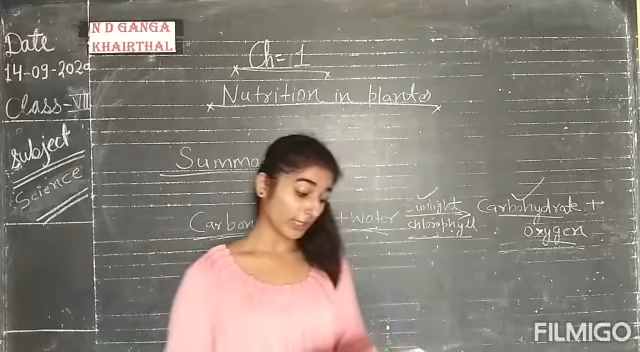 N D GANGA
KHAIRTHAL
Date
14-09-2020
Class-VII
Subject
Science
Ch=1
Nutrition in plantes
Summa
Carbon + water sunlight chlorophyll Carbohydrate +
oxygen
FILMIGO